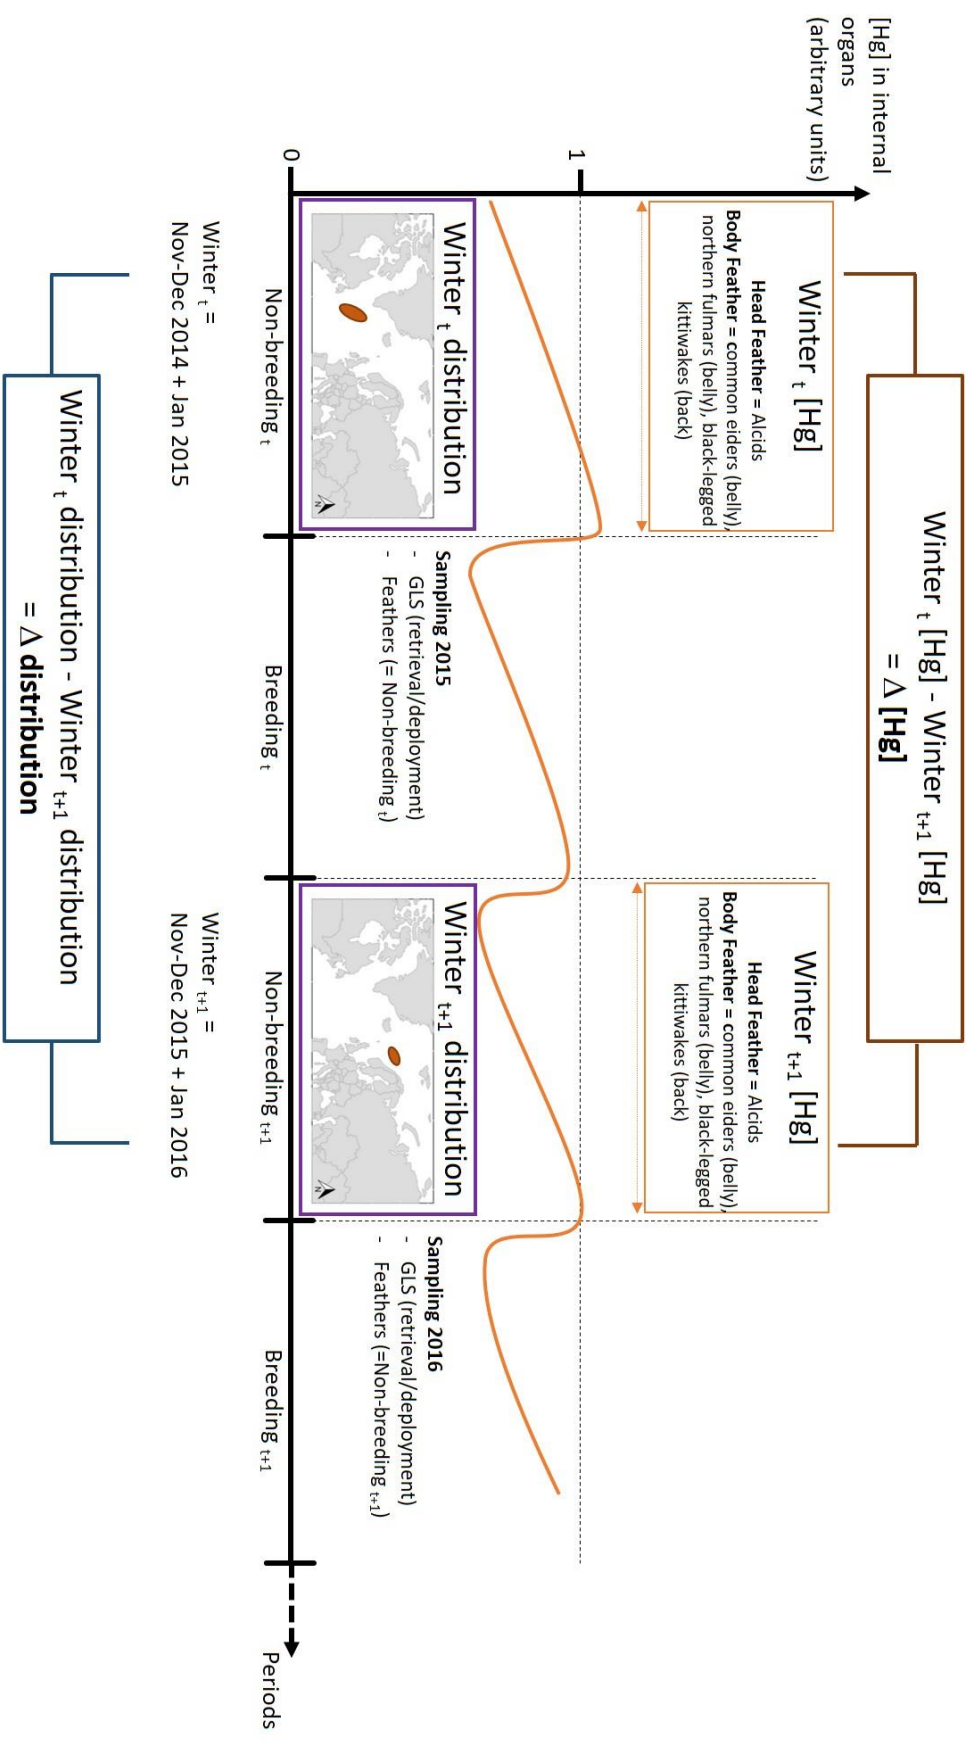 Winter t [Hg] - Winter t+1 [Hg]
= Δ [Hg]
[Hg] in internal
organs
(arbitrary units)
Winter t [Hg]
Head Feather = Alcids
Body Feather = common eiders (belly),
northern fulmars (belly), black-legged
kittiwakes (back)
Winter t+1 [Hg]
Head Feather = Alcids
Body Feather = common eiders (belly),
northern fulmars (belly), black-legged
kittiwakes (back)
1
0
Winter t distribution
N
Sampling 2015
- GLS (retrieval/deployment)
- Feathers (= Non-breeding t)
Winter t+1 distribution
N
Sampling 2016
- GLS (retrieval/deployment)
- Feathers (=Non-breeding t+1)
Non-breeding t
Breeding t
Non-breeding t+1
Breeding t+1
Periods
Winter t =
Nov-Dec 2014 + Jan 2015
Winter t+1 =
Nov-Dec 2015 + Jan 2016
Winter t distribution - Winter t+1 distribution
= Δ distribution